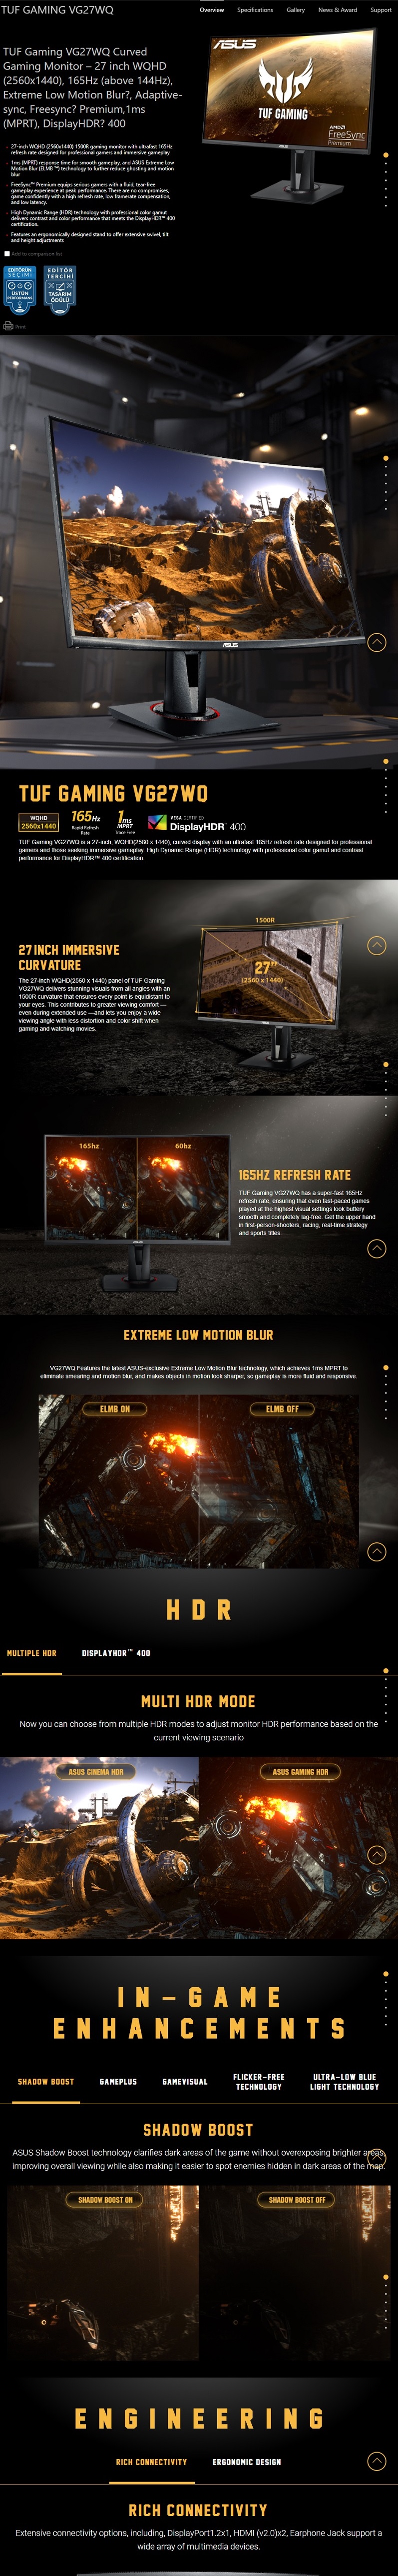 TUF GAMING VG27WQ
Overview
Specifications
Gallery
News & Award
Support
TUF Gaming VG27WQ Curved
Gaming Monitor – 27 inch WQHD
(2560x1440), 165Hz (above 144Hz),
Extreme Low Motion Blur?, Adaptive-
sync, Freesync? Premium,1ms
(MPRT), DisplayHDR? 400
ASUS
TUF GAMING
AMD
FreeSync
Premium
27-inch WQHD (2560x1440) 1500R gaming monitor with ultrafast 165Hz
refresh rate designed for professional gamers and immersive gameplay
1ms (MPRT) response time for smooth gameplay, and ASUS Extreme Low
Motion Blur (ELMB ™) technology to further reduce ghosting and motion
blur
FreeSync™ Premium equips serious gamers with a fluid, tear-free
gameplay experience at peak performance. There are no compromises,
game confidently with a high refresh rate, low framerate compensation,
and low latency.
High Dynamic Range (HDR) technology with professional color gamut
delivers contrast and color performance that meets the DisplayHDR™ 400
certification.
Features an ergonomically designed stand to offer extensive swivel, tilt
and height adjustments
Add to comparison list
EDİTÖRÜN
SEÇİMİ
ÜSTÜN
PERFORMANS
EDİTÖR
TERCİHİ
TASARIM
ÖDÜLÜ
Print
ASUS
TUF GAMING VG27WQ
WQHD
2560x1440
165Hz
Rapid Refresh
Rate
1ms
MPRT
Trace Free
VESA CERTIFIED
DisplayHDR™ 400
TUF Gaming VG27WQ is a 27-inch, WQHD(2560 x 1440), curved display with an ultrafast 165Hz refresh rate designed for professional
gamers and those seeking immersive gameplay. High Dynamic Range (HDR) technology with professional color gamut and contrast
performance for DisplayHDR™ 400 certification.
27INCH IMMERSIVE
CURVATURE
The 27-inch WQHD(2560 x 1440) panel of TUF Gaming
VG27WQ delivers stunning visuals from all angles with an
1500R curvature that ensures every point is equidistant to
your eyes. This contributes to greater viewing comfort —
even during extended use —and lets you enjoy a wide
viewing angle with less distortion and color shift when
gaming and watching movies.
1500R
27”
(2560 x 1440)
165hz
60hz
165HZ REFRESH RATE
TUF Gaming VG27WQ has a super-fast 165Hz
refresh rate, ensuring that even fast-paced games
played at the highest visual settings look buttery
smooth and completely lag-free. Get the upper hand
in first-person-shooters, racing, real-time strategy
and sports titles.
EXTREME LOW MOTION BLUR
VG27WQ Features the latest ASUS-exclusive Extreme Low Motion Blur technology, which achieves 1ms MPRT to
eliminate smearing and motion blur, and makes objects in motion look sharper, so gameplay is more fluid and responsive.
ELMB ON
ELMB OFF
HDR
MULTIPLE HDR
DISPLAYHDR™ 400
MULTI HDR MODE
Now you can choose from multiple HDR modes to adjust monitor HDR performance based on the
current viewing scenario
ASUS CINEMA HDR
ASUS GAMING HDR
IN-GAME
ENHANCEMENTS
SHADOW BOOST
GAMEPLUS
GAMEVISUAL
FLICKER-FREE
TECHNOLOGY
ULTRA-LOW BLUE
LIGHT TECHNOLOGY
SHADOW BOOST
ASUS Shadow Boost technology clarifies dark areas of the game without overexposing brighter areas,
improving overall viewing while also making it easier to spot enemies hidden in dark areas of the map.
SHADOW BOOST ON
SHADOW BOOST OFF
ENGINEERING
RICH CONNECTIVITY
ERGONOMIC DESIGN
RICH CONNECTIVITY
Extensive connectivity options, including, DisplayPort1.2x1, HDMI (v2.0)x2, Earphone Jack support a
wide array of multimedia devices.